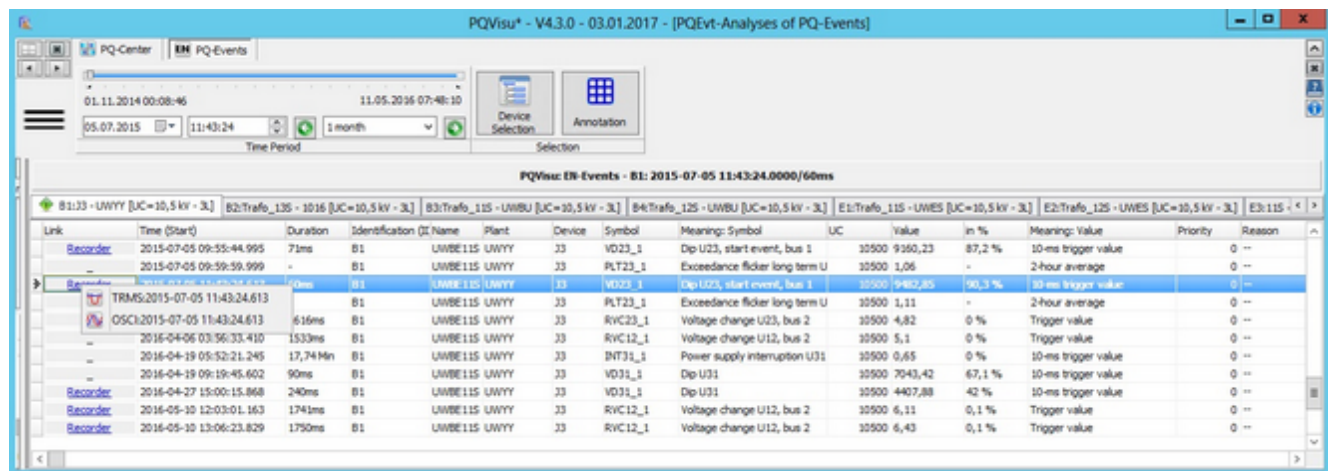 PQVisu* - V4.3.0 - 03.01.2017 - [PQEvt-Analyses of PQ-Events]
PQ-Center EN PQ-Events
01.11.2014 00:08:46 11.05.2016 07:48:10
05.07.2015 11:43:24 1 month
Device Selection Annotation
Time Period Selection
PQVisu: EN-Events - B1: 2015-07-05 11:43:24.0000/60ms
B1:J3 - UWYY [UC=10,5 kV - 3L] B2:Trafo_13S - 1016 [UC=10,5 kV - 3L] B3:Trafo_11S - UWBU [UC=10,5 kV - 3L] B4:Trafo_12S - UWBU [UC=10,5 kV - 3L] E1:Trafo_11S - UWES [UC=10,5 kV - 3L] E2:Trafo_12S - UWES [UC=10,5 kV - 3L] E3:11S -
Link Time (Start) Duration Identification (ID Name Plant Device Symbol Meaning: Symbol UC Value in % Meaning: Value Priority Reason
Recorder 2015-07-05 09:55:44.995 71ms B1 UWBE11S UWYY J3 VD23_1 Dip U23, start event, bus 1 10500 9160,23 87,2 % 10-ms trigger value 0 --
_ 2015-07-05 09:59:59.999 - B1 UWBE11S UWYY J3 PLT23_1 Exceedance flicker long term U 10500 1,06 - 2-hour average 0 --
Recorder 60ms B1 UWBE11S UWYY J3 VD23_1 Dip U23, start event, bus 1 10500 9482,85 90,3 % 10-ms trigger value 0 --
TRMS:2015-07-05 11:43:24.613
B1 UWBE11S UWYY J3 PLT23_1 Exceedance flicker long term U 10500 1,11 - 2-hour average 0 --
OSCI:2015-07-05 11:43:24.613
616ms B1 UWBE11S UWYY J3 RVC23_1 Voltage change U23, bus 2 10500 4,82 0 % Trigger value 0 --
_ 2016-04-06 03:56:33.410 1533ms B1 UWBE11S UWYY J3 RVC12_1 Voltage change U12, bus 2 10500 5,1 0 % Trigger value 0 --
_ 2016-04-19 05:52:21.245 17,74 Min B1 UWBE11S UWYY J3 INT31_1 Power supply interruption U31 10500 0,65 0 % 10-ms trigger value 0 --
_ 2016-04-19 09:19:45.602 90ms B1 UWBE11S UWYY J3 VD31_1 Dip U31 10500 7043,42 67,1 % 10-ms trigger value 0 --
Recorder 2016-04-27 15:00:15.868 240ms B1 UWBE11S UWYY J3 VD31_1 Dip U31 10500 4407,88 42 % 10-ms trigger value 0 --
Recorder 2016-05-10 12:03:01.163 1741ms B1 UWBE11S UWYY J3 RVC12_1 Voltage change U12, bus 2 10500 6,11 0,1 % Trigger value 0 --
Recorder 2016-05-10 13:06:23.829 1750ms B1 UWBE11S UWYY J3 RVC12_1 Voltage change U12, bus 2 10500 6,43 0,1 % Trigger value 0 --